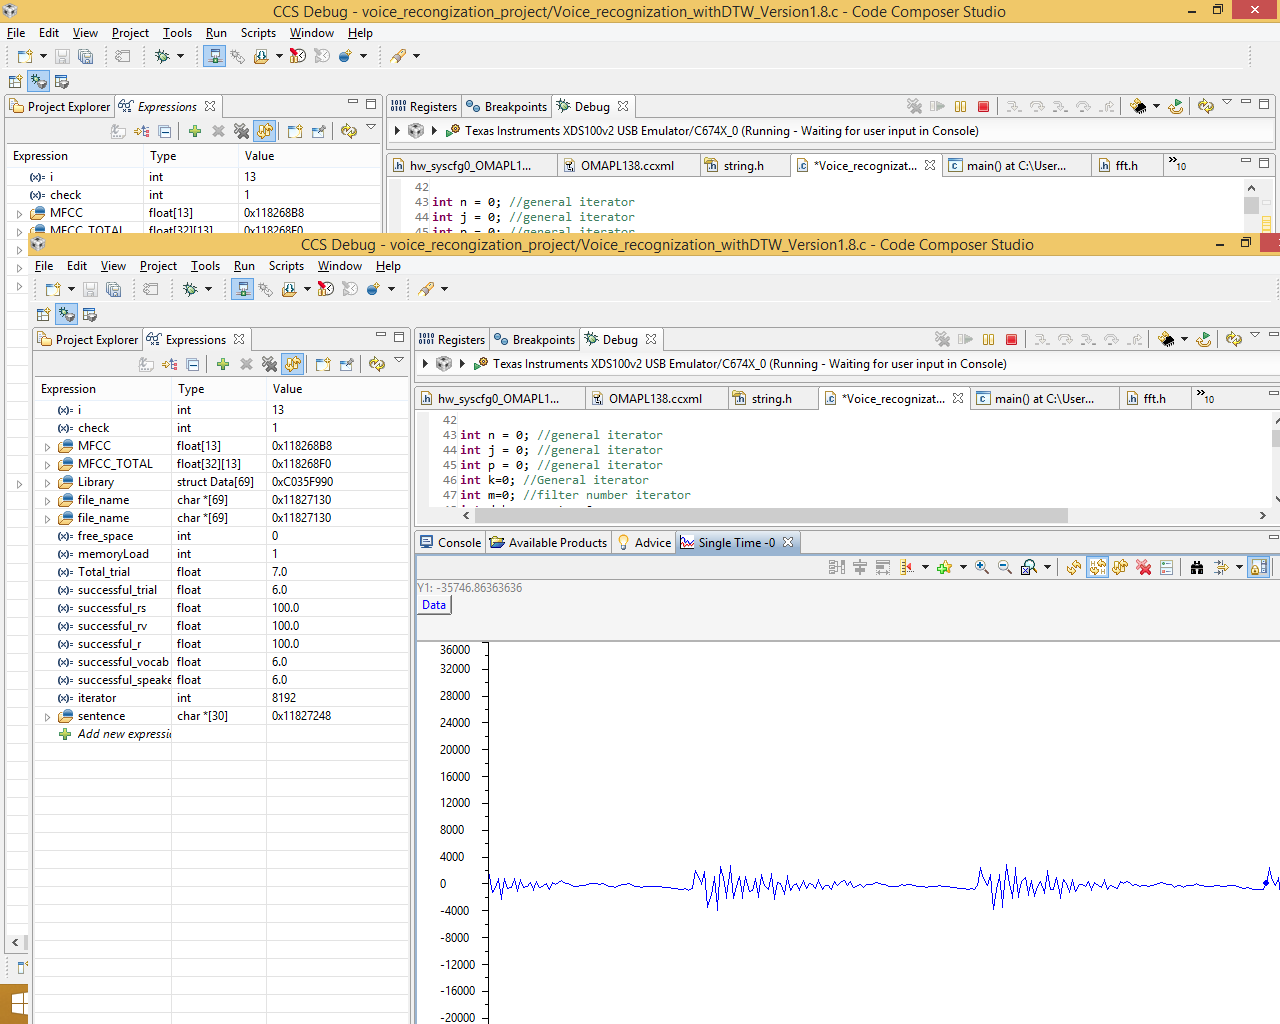 CCS Debug - voice_recongization_project/Voice_recognization_withDTW_Version1.8.c - Code Composer Studio
File Edit View Project Tools Run Scripts Window Help
Project Explorer Expressions
Registers Breakpoints Debug
Texas Instruments XDS100v2 USB Emulator/C674X_0 (Running - Waiting for user input in Console)
Expression Type Value
(x)= i int 13
(x)= check int 1
MFCC float[13] 0x118268B8
MFCC_TOTAL float[32][13] 0x118268F0
hw_syscfg0_OMAPL1... OMAPL138.ccxml string.h *Voice_recognizat... main() at C:\User... fft.h »10
42
43 int n = 0; //general iterator
44 int j = 0; //general iterator
45 int p = 0; //general iterator
CCS Debug - voice_recongization_project/Voice_recognization_withDTW_Version1.8.c - Code Composer Studio
File Edit View Project Tools Run Scripts Window Help
Project Explorer Expressions
Registers Breakpoints Debug
Texas Instruments XDS100v2 USB Emulator/C674X_0 (Running - Waiting for user input in Console)
Expression Type Value
(x)= i int 13
(x)= check int 1
MFCC float[13] 0x118268B8
MFCC_TOTAL float[32][13] 0x118268F0
Library struct Data[69] 0xC035F990
file_name char *[69] 0x11827130
file_name char *[69] 0x11827130
(x)= free_space int 0
(x)= memoryLoad int 1
(x)= Total_trial float 7.0
(x)= successful_trial float 6.0
(x)= successful_rs float 100.0
(x)= successful_rv float 100.0
(x)= successful_r float 100.0
(x)= successful_vocab float 6.0
(x)= successful_speake float 6.0
(x)= iterator int 8192
sentence char *[30] 0x11827248
Add new expressi
hw_syscfg0_OMAPL1... OMAPL138.ccxml string.h *Voice_recognizat... main() at C:\User... fft.h »10
42
43 int n = 0; //general iterator
44 int j = 0; //general iterator
45 int p = 0; //general iterator
46 int k=0; //General iterator
47 int m=0; //filter number iterator
Console Available Products Advice Single Time -0
Y1: -35746.86363636
Data
36000
32000
28000
24000
20000
16000
12000
8000
4000
0
-4000
-8000
-12000
-16000
-20000